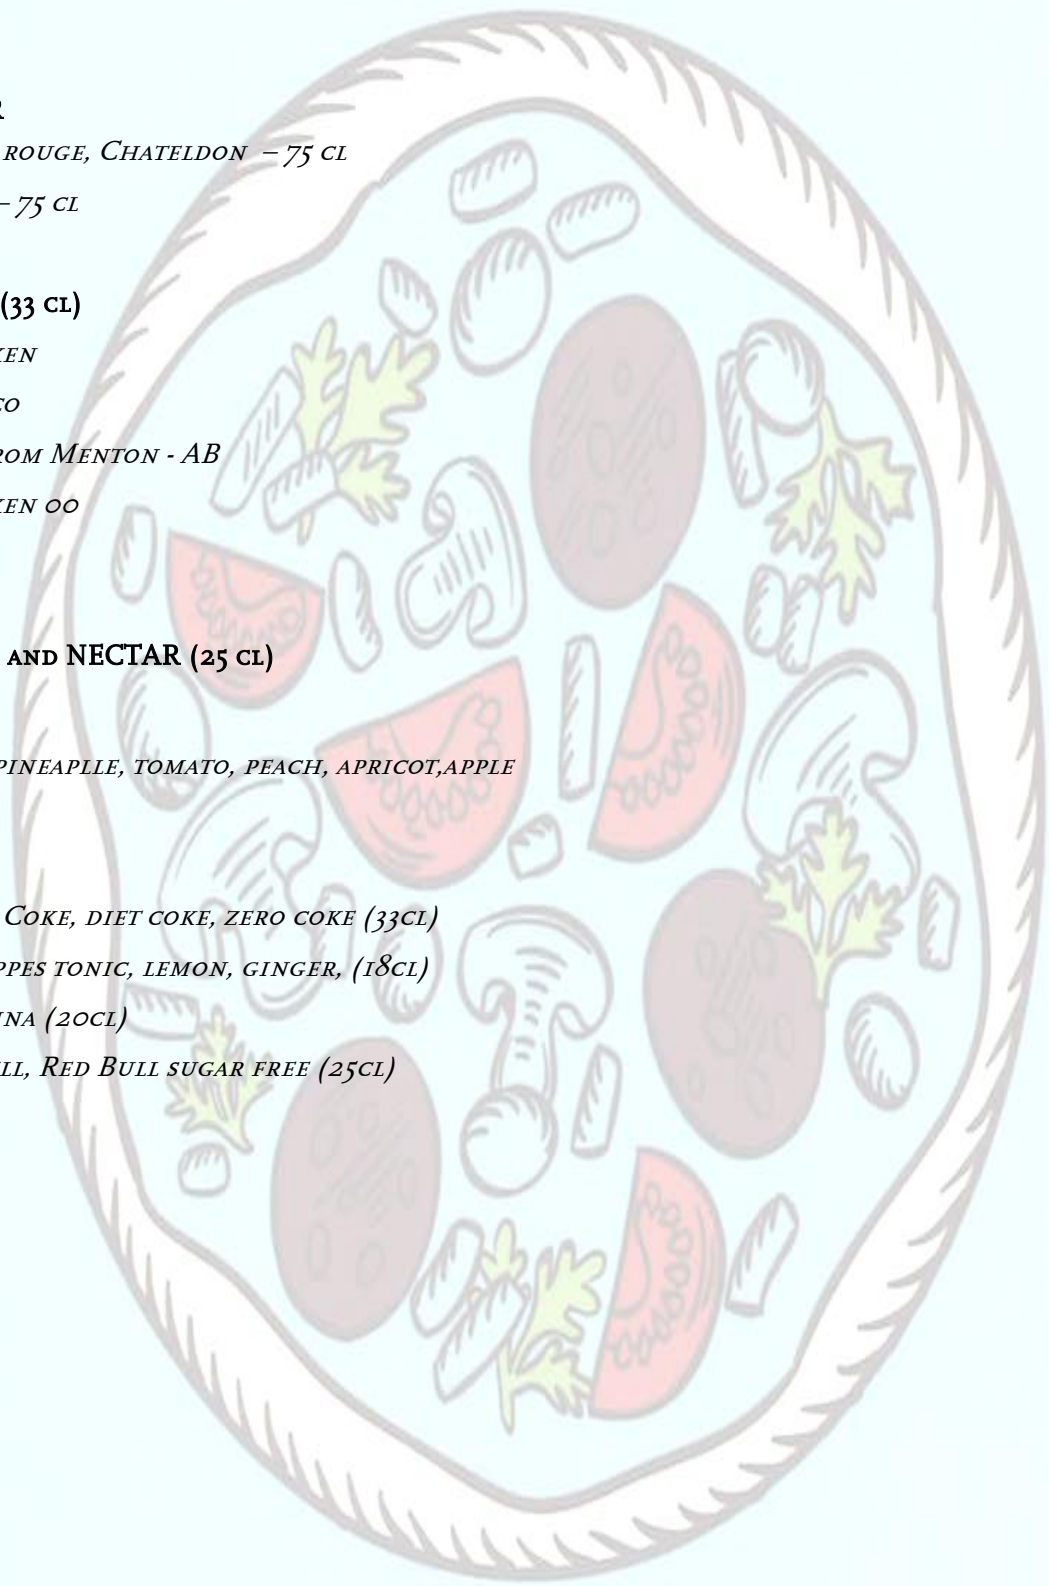 R
ROUGE, CHATELDON – 75 CL
– 75 CL
(33 CL)
KEN
CO
ROM MENTON - AB
KEN 00
AND NECTAR (25 CL)
PINEAPLLE, TOMATO, PEACH, APRICOT,APPLE
COKE, DIET COKE, ZERO COKE (33CL)
PPES TONIC, LEMON, GINGER, (18CL)
INA (20CL)
LL, RED BULL SUGAR FREE (25CL)